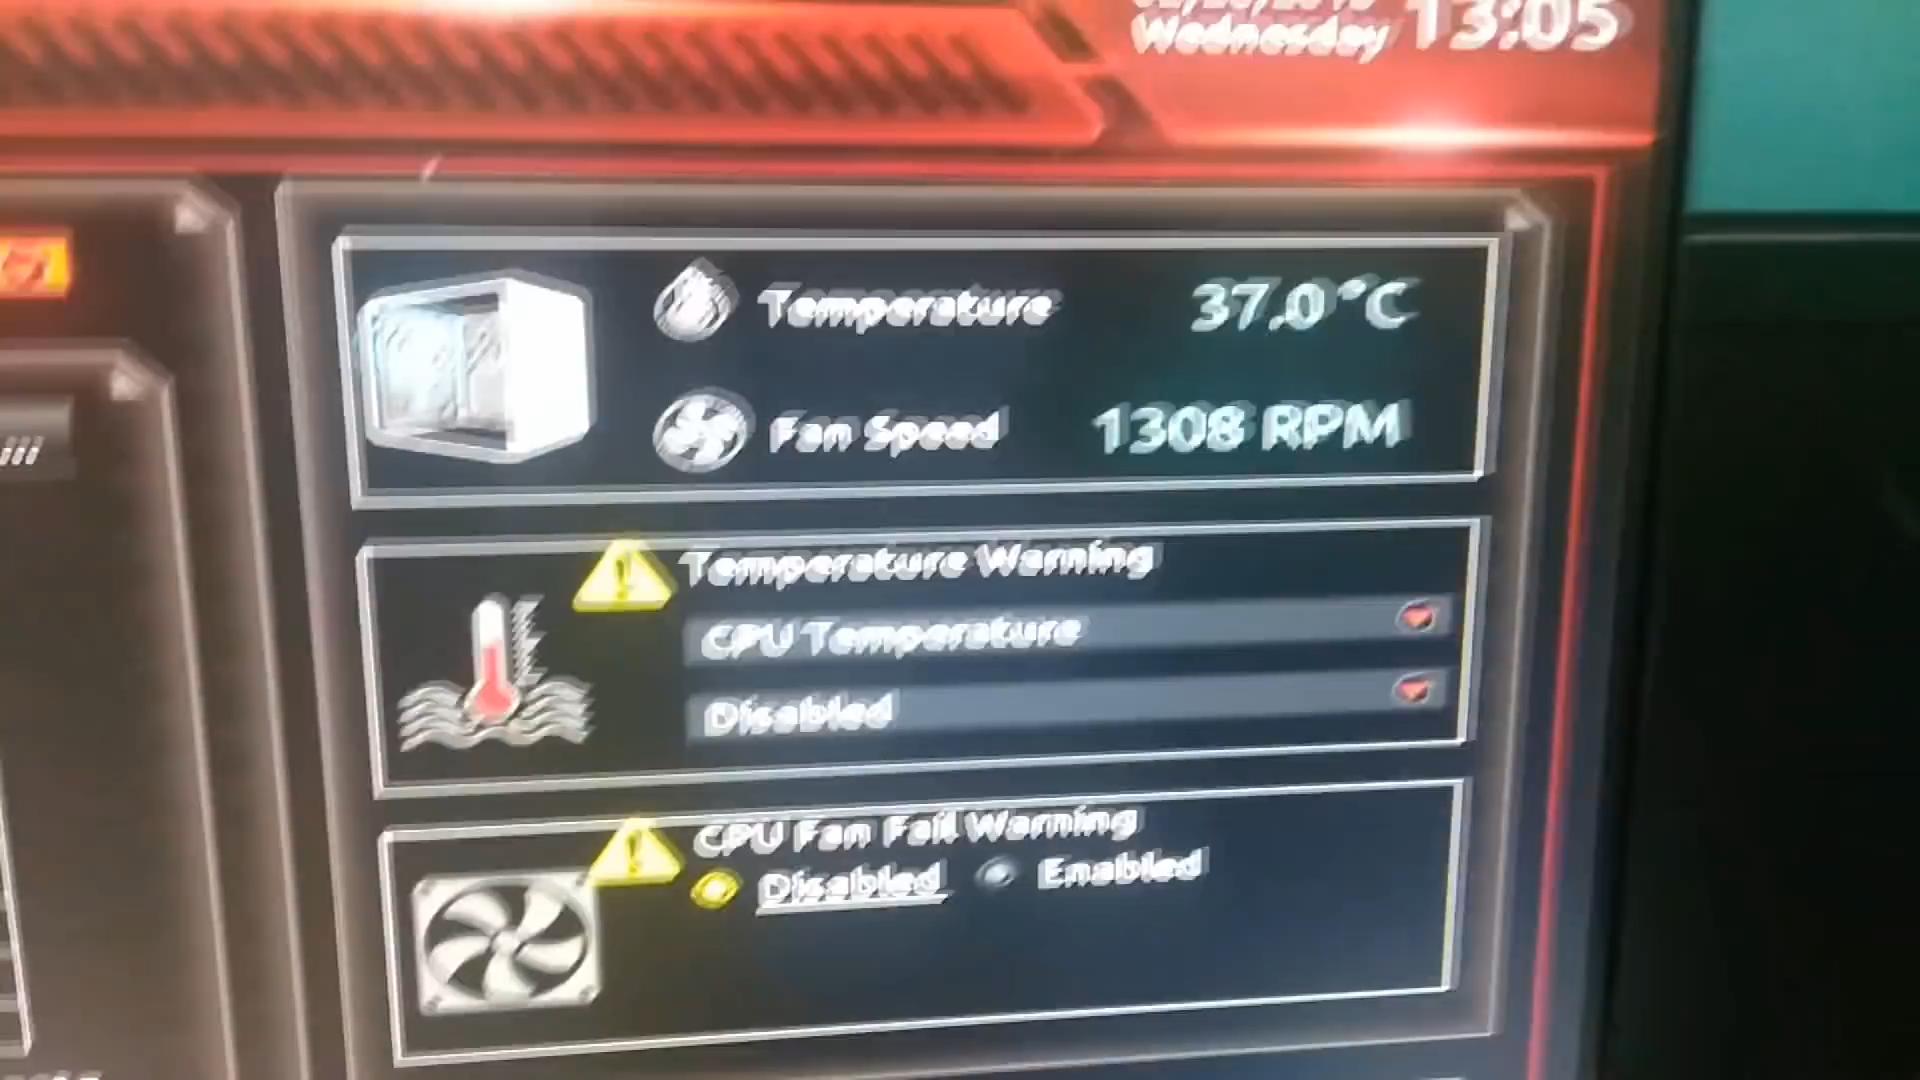 Wednesday 13:05
Temperature 37.0°C
Fan Speed 1308 RPM
Temperature Warning
CPU Temperature
Disabled
CPU Fan Fail Warning
Disabled Enabled